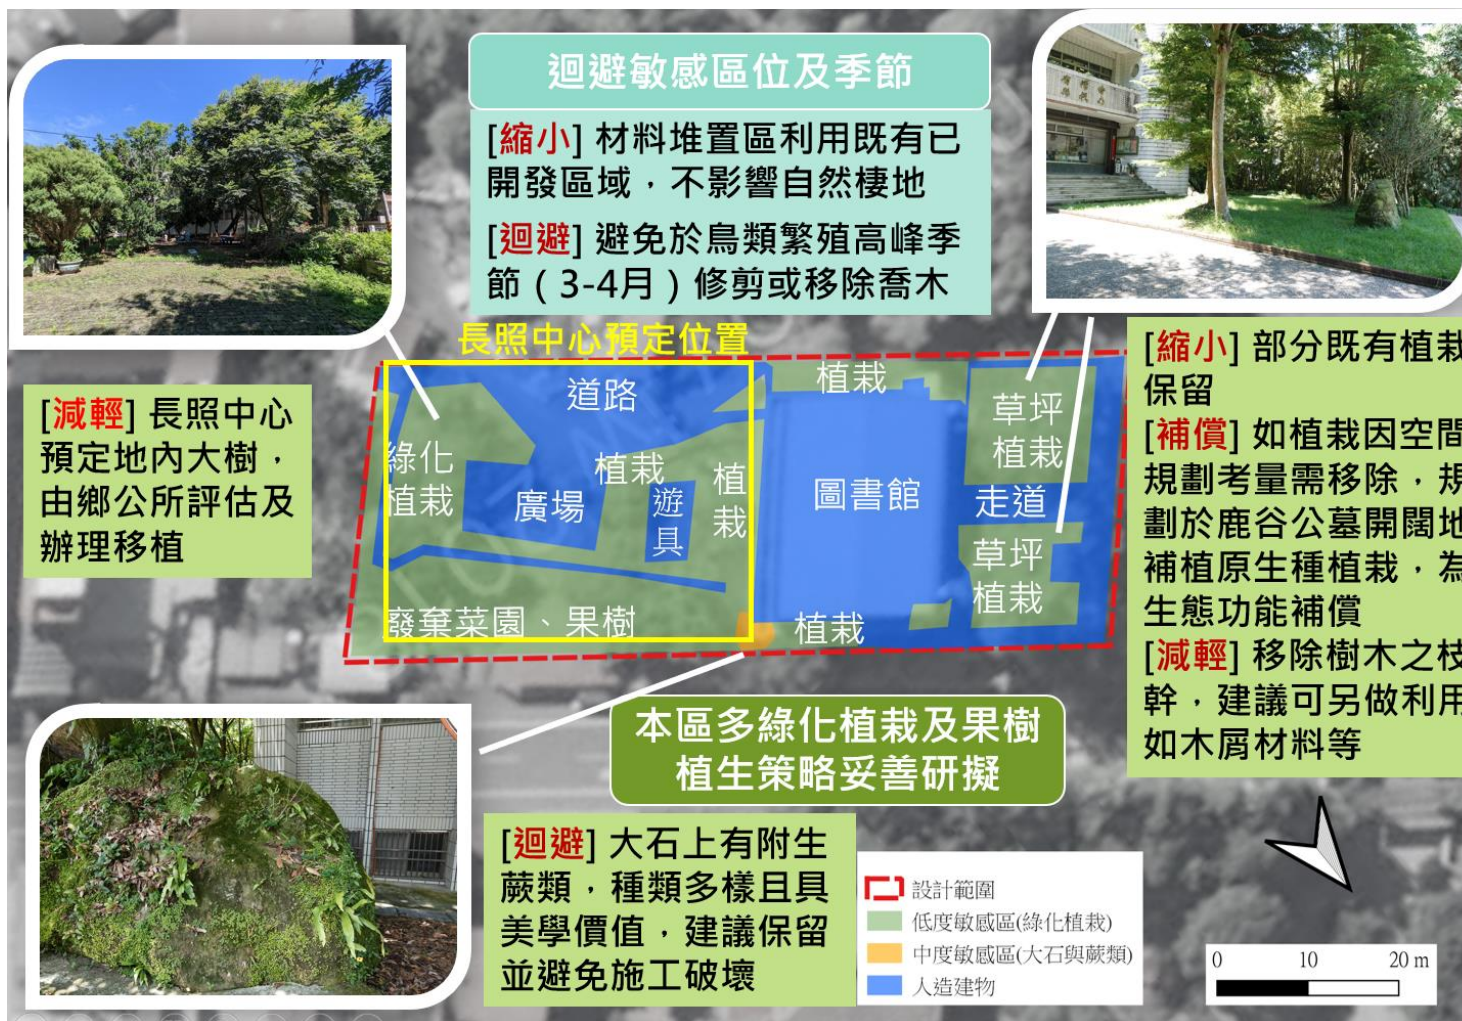 迴避敏感區位及季節
[縮小] 材料堆置區利用既有已
開發區域，不影響自然棲地
[迴避] 避免於鳥類繁殖高峰季
節（3-4月）修剪或移除喬木
長照中心預定位置
[減輕] 長照中心
預定地內大樹，
由鄉公所評估及
辦理移植
道路
綠化
植栽
廣場
植栽
遊
具
植
栽
廢棄菜園、果樹
植栽
圖書館
植栽
草坪
植栽
走道
草坪
植栽
[縮小] 部分既有植栽
保留
[補償] 如植栽因空間
規劃考量需移除，規
劃於鹿谷公墓開闊地
補植原生種植栽，為
生態功能補償
[減輕] 移除樹木之枝
幹，建議可另做利用
如木屑材料等
本區多綠化植栽及果樹
植生策略妥善研擬
[迴避] 大石上有附生
蕨類，種類多樣且具
美學價值，建議保留
並避免施工破壞
設計範圍
低度敏感區(綠化植栽)
中度敏感區(大石與蕨類)
人造建物
0 10 20 m